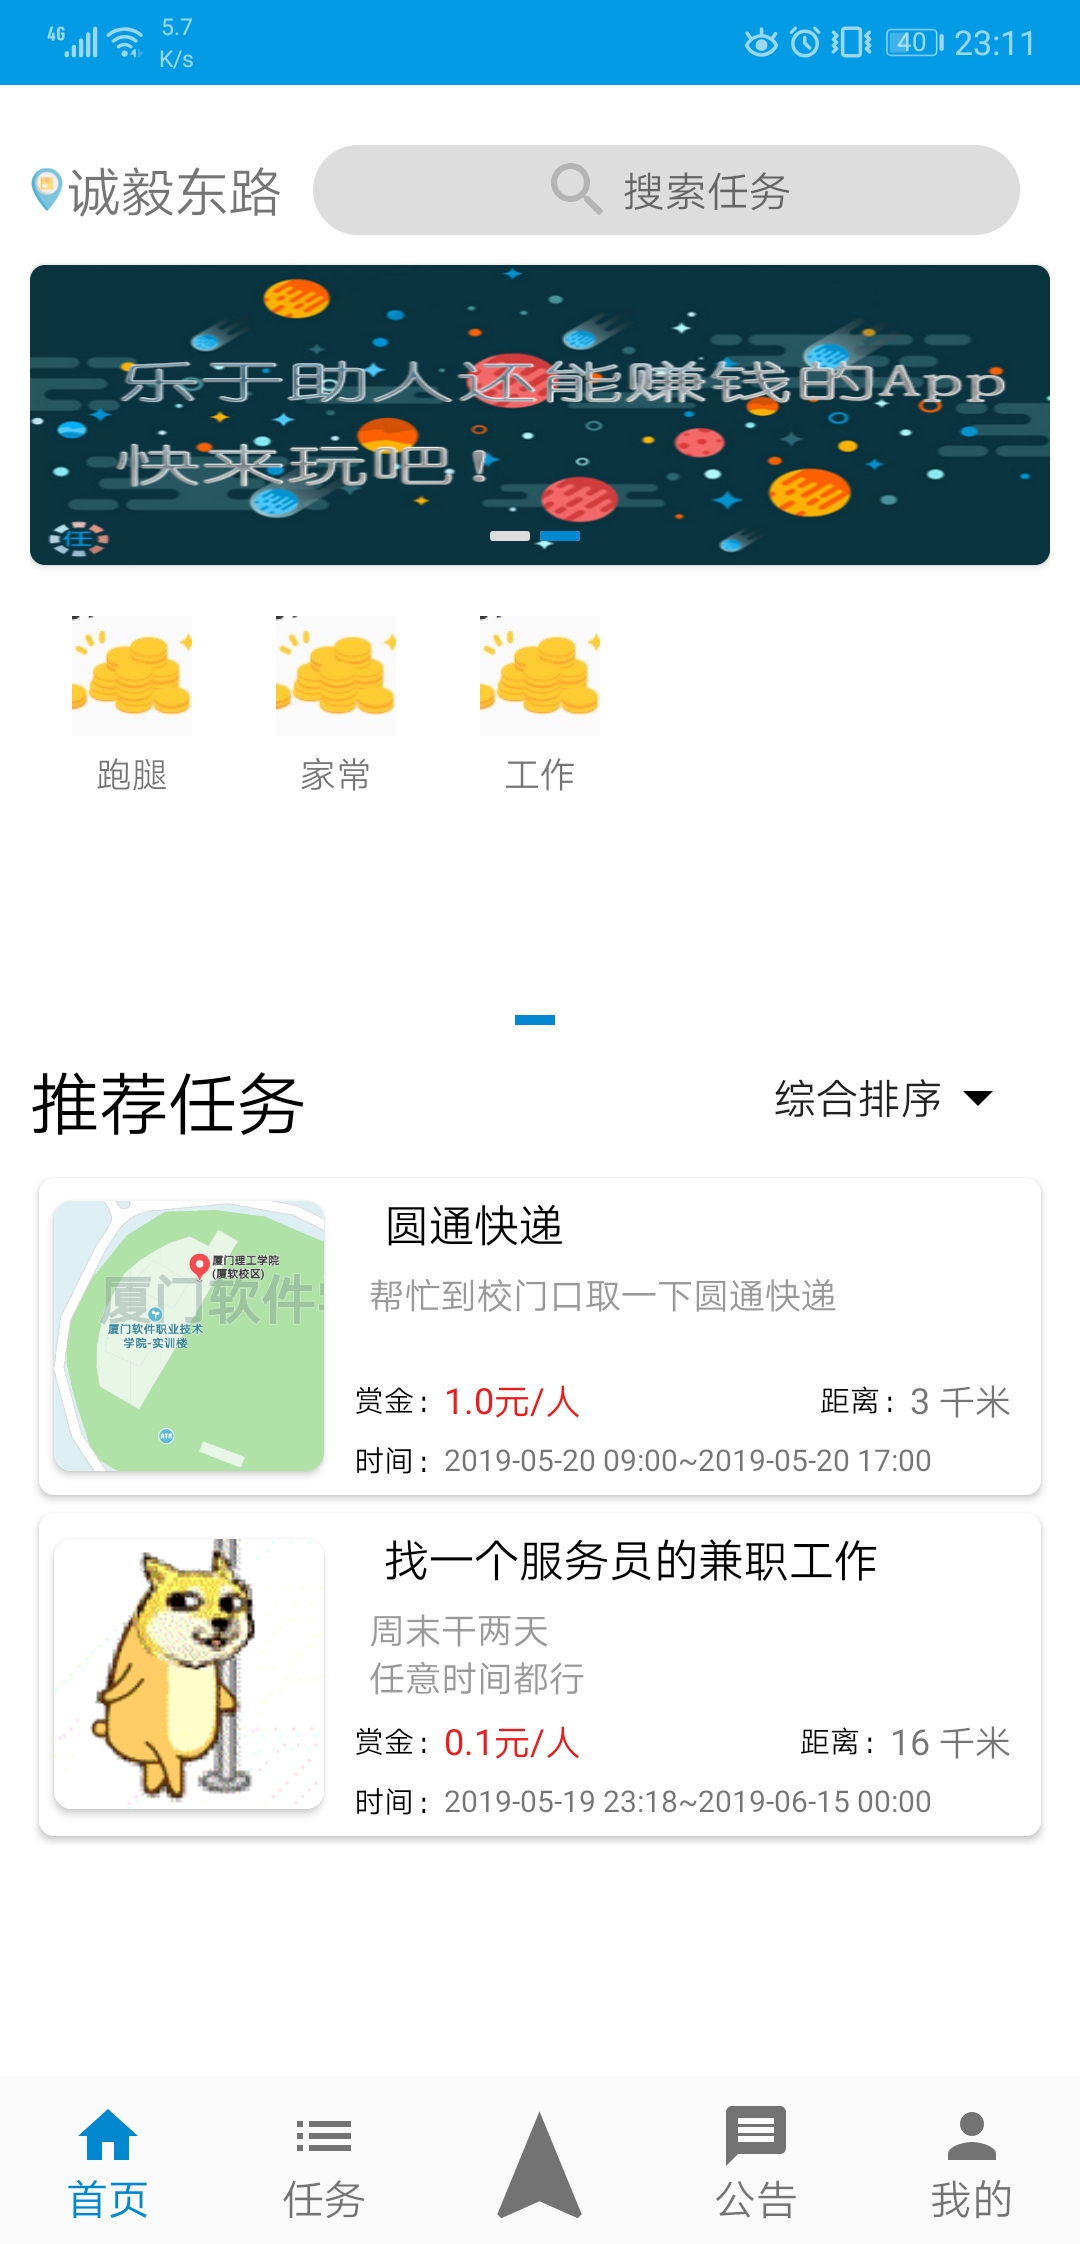 4G
5.7
K/s
40
23:11
诚毅东路
搜索任务
乐于助人还能赚钱的App
快来玩吧！
任
跑腿
家常
工作
推荐任务
综合排序
厦门理工学院
(厦软校区)
厦门软件学
厦门软件职业技术
学院-实训楼
ATM
圆通快递
帮忙到校门口取一下圆通快递
赏金：1.0元/人
距离：3 千米
时间：2019-05-20 09:00~2019-05-20 17:00
找一个服务员的兼职工作
周末干两天
任意时间都行
赏金：0.1元/人
距离：16 千米
时间：2019-05-19 23:18~2019-06-15 00:00
首页
任务
公告
我的